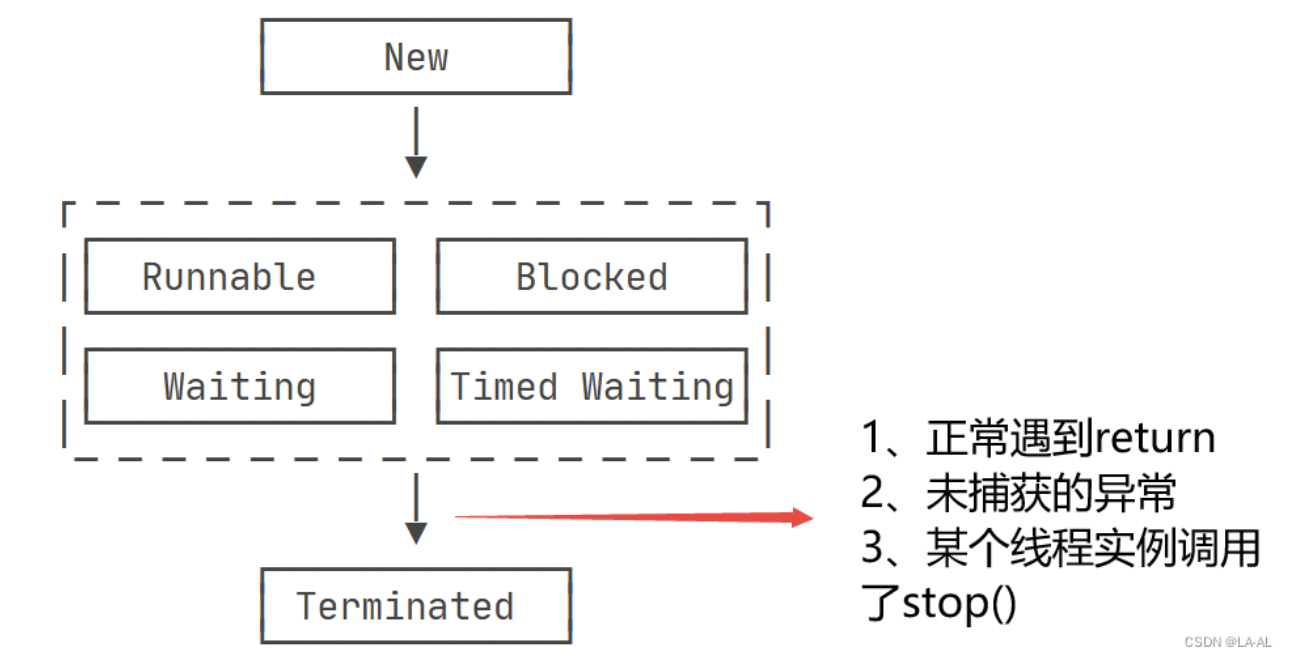 New
Runnable
Blocked
Waiting
Timed Waiting
1、正常遇到return
2、未捕获的异常
3、某个线程实例调用
了stop()
Terminated
CSDN @LA-AL